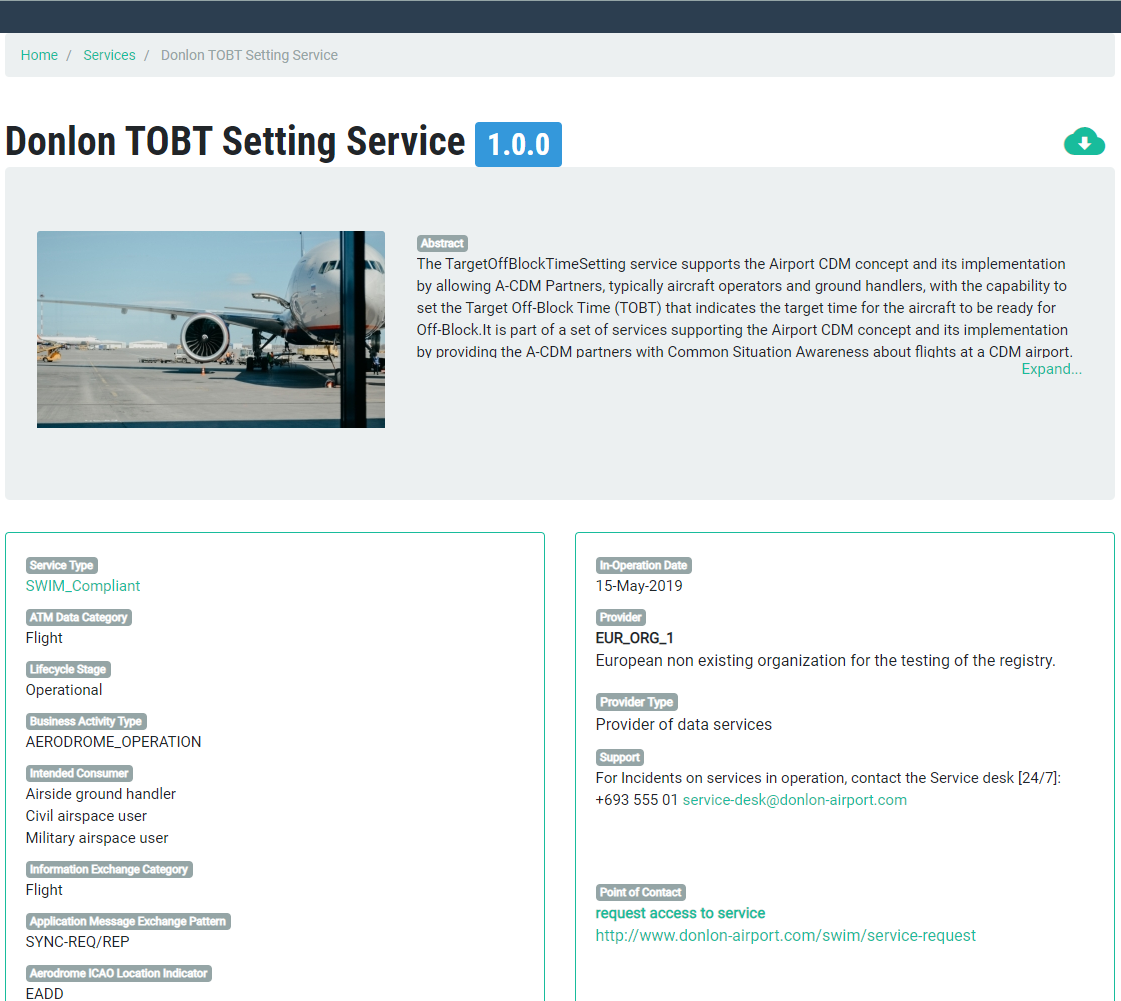 Home / Services / Donlon TOBT Setting Service
Donlon TOBT Setting Service 1.0.0
Abstract
The TargetOffBlockTimeSetting service supports the Airport CDM concept and its implementation
by allowing A-CDM Partners, typically aircraft operators and ground handlers, with the capability to
set the Target Off-Block Time (TOBT) that indicates the target time for the aircraft to be ready for
Off-Block.It is part of a set of services supporting the Airport CDM concept and its implementation
by providing the A-CDM partners with Common Situation Awareness about flights at a CDM airport.
Expand...
Service Type
SWIM_Compliant
ATM Data Category
Flight
Lifecycle Stage
Operational
Business Activity Type
AERODROME_OPERATION
Intended Consumer
Airside ground handler
Civil airspace user
Military airspace user
Information Exchange Category
Flight
Application Message Exchange Pattern
SYNC-REQ/REP
Aerodrome ICAO Location Indicator
EADD
In-Operation Date
15-May-2019
Provider
EUR_ORG_1
European non existing organization for the testing of the registry.
Provider Type
Provider of data services
Support
For Incidents on services in operation, contact the Service desk [24/7]:
+693 555 01 service-desk@donlon-airport.com
Point of Contact
request access to service
http://www.donlon-airport.com/swim/service-request